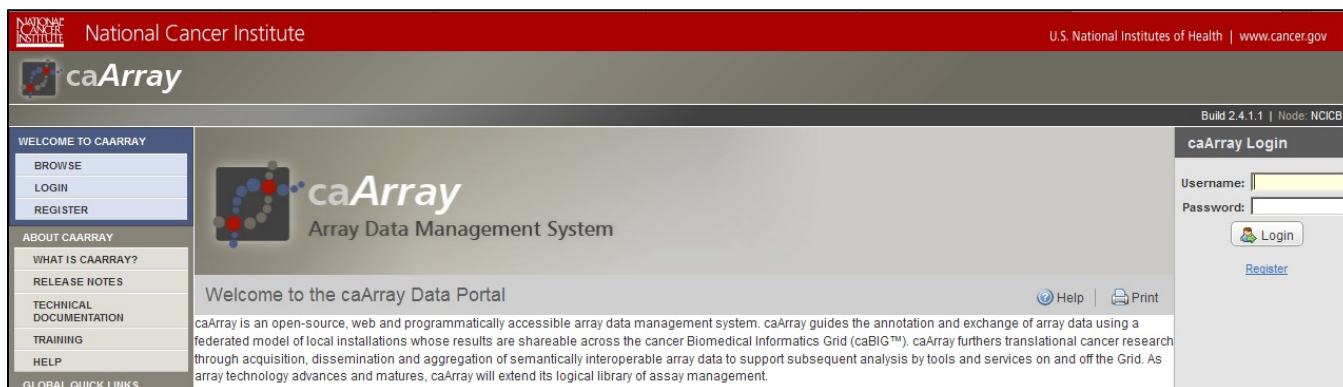 NATIONAL CANCER INSTITUTE
National Cancer Institute
U.S. National Institutes of Health | www.cancer.gov
caArray
Build 2.4.1.1 | Node: NCICB
WELCOME TO CAARRAY
BROWSE
LOGIN
REGISTER
ABOUT CAARRAY
WHAT IS CAARRAY?
RELEASE NOTES
TECHNICAL
DOCUMENTATION
TRAINING
HELP
GLOBAL QUICK LINKS
caArray
Array Data Management System
Welcome to the caArray Data Portal
Help
Print
caArray is an open-source, web and programmatically accessible array data management system. caArray guides the annotation and exchange of array data using a
federated model of local installations whose results are shareable across the cancer Biomedical Informatics Grid (caBIG™). caArray furthers translational cancer research
through acquisition, dissemination and aggregation of semantically interoperable array data to support subsequent analysis by tools and services on and off the Grid. As
array technology advances and matures, caArray will extend its logical library of assay management.
caArray Login
Username:
Password:
Login
Register